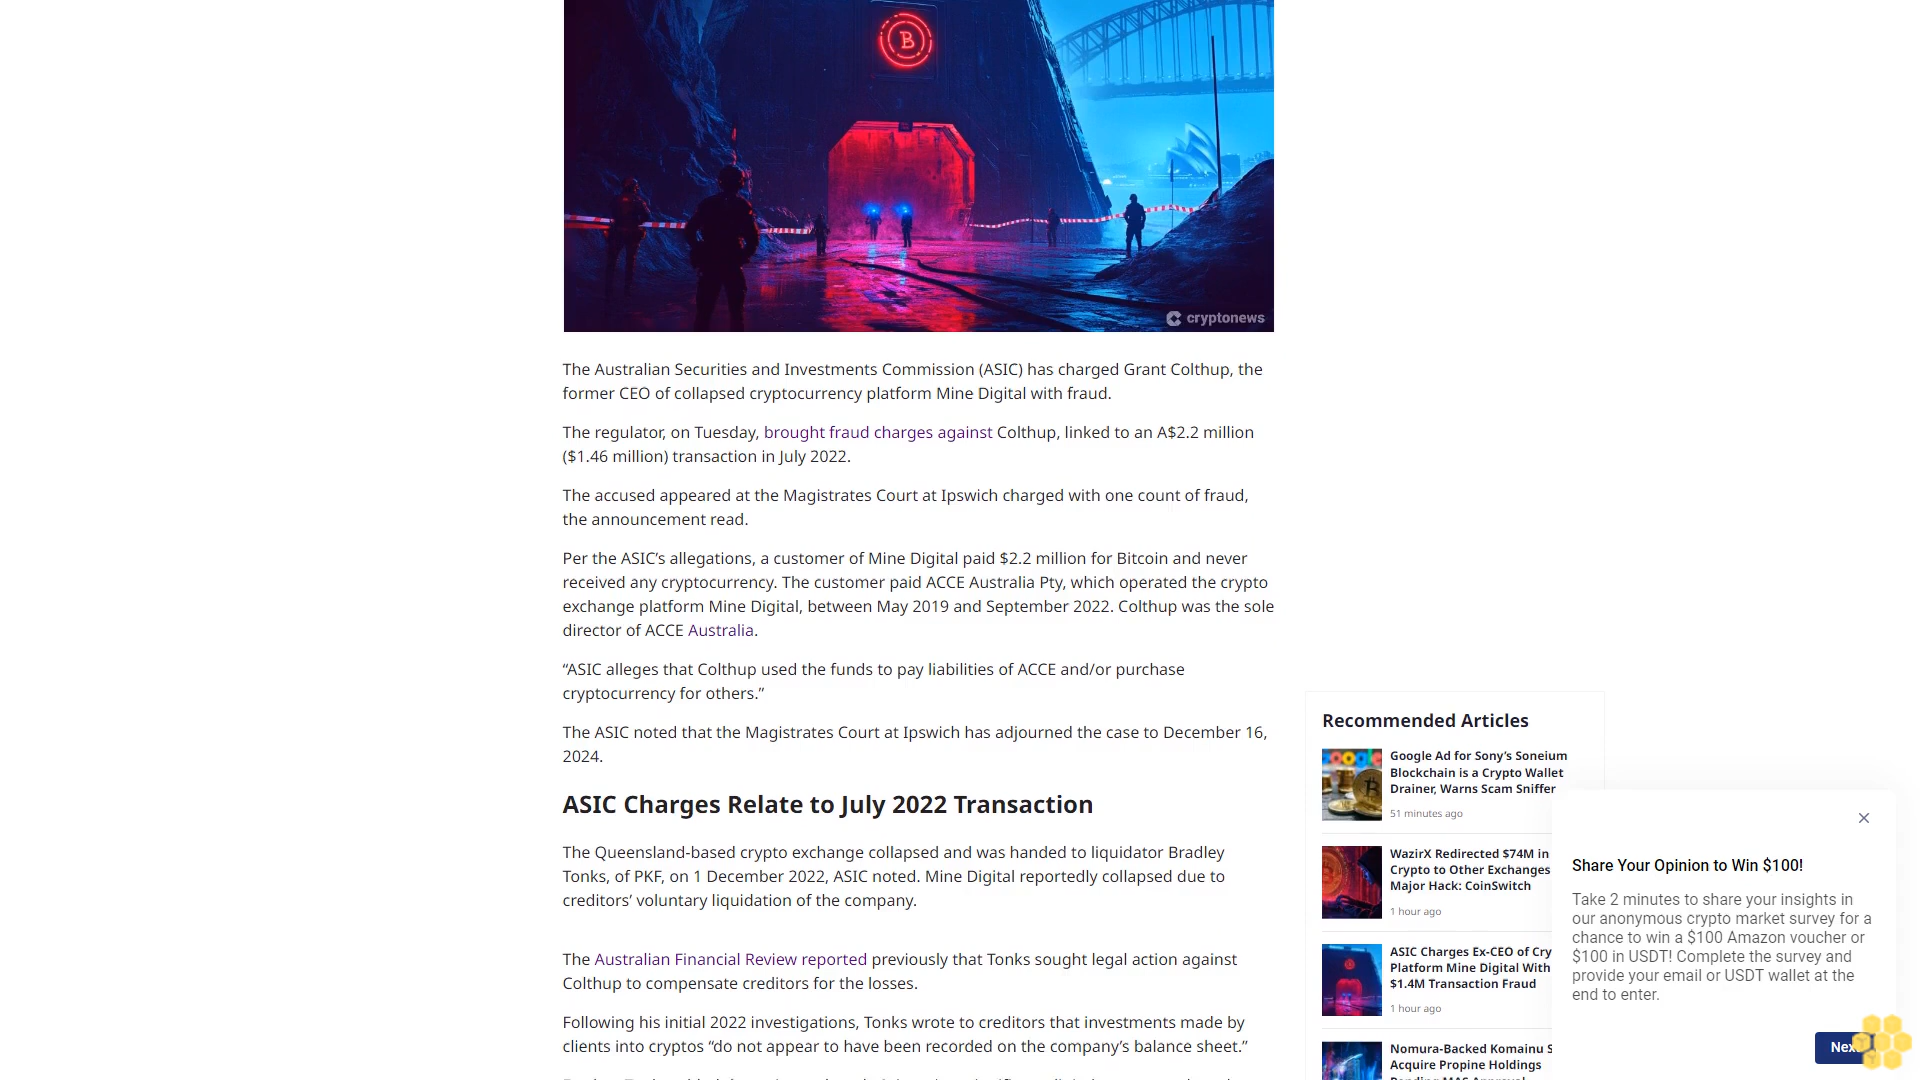 cryptonews
The Australian Securities and Investments Commission (ASIC) has charged Grant Colthup, the
former CEO of collapsed cryptocurrency platform Mine Digital with fraud.
The regulator, on Tuesday, brought fraud charges against Colthup, linked to an A$2.2 million
($1.46 million) transaction in July 2022.
The accused appeared at the Magistrates Court at Ipswich charged with one count of fraud,
the announcement read.
Per the ASIC’s allegations, a customer of Mine Digital paid $2.2 million for Bitcoin and never
received any cryptocurrency. The customer paid ACCE Australia Pty, which operated the crypto
exchange platform Mine Digital, between May 2019 and September 2022. Colthup was the sole
director of ACCE Australia.
“ASIC alleges that Colthup used the funds to pay liabilities of ACCE and/or purchase
cryptocurrency for others.”
The ASIC noted that the Magistrates Court at Ipswich has adjourned the case to December 16,
2024.
ASIC Charges Relate to July 2022 Transaction
The Queensland-based crypto exchange collapsed and was handed to liquidator Bradley
Tonks, of PKF, on 1 December 2022, ASIC noted. Mine Digital reportedly collapsed due to
creditors’ voluntary liquidation of the company.
The Australian Financial Review reported previously that Tonks sought legal action against
Colthup to compensate creditors for the losses.
Following his initial 2022 investigations, Tonks wrote to creditors that investments made by
clients into cryptos “do not appear to have been recorded on the company’s balance sheet.”
Recommended Articles
Google Ad for Sony’s Soneium
Blockchain is a Crypto Wallet
Drainer, Warns Scam Sniffer
51 minutes ago
WazirX Redirected $74M in
Crypto to Other Exchanges
Major Hack: CoinSwitch
1 hour ago
ASIC Charges Ex-CEO of Cry
Platform Mine Digital With
$1.4M Transaction Fraud
1 hour ago
Nomura-Backed Komainu S
Acquire Propine Holdings
Share Your Opinion to Win $100!
Take 2 minutes to share your insights in
our anonymous crypto market survey for a
chance to win a $100 Amazon voucher or
$100 in USDT! Complete the survey and
provide your email or USDT wallet at the
end to enter.
Nex